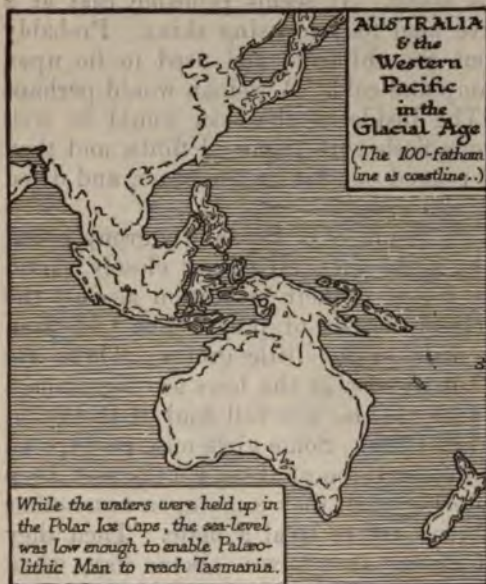 AUSTRALIA
& the
Western
Pacific
in the
Glacial Age
(The 100-fathom
line as coastline..)
While the waters were held up in
the Polar Ice Caps, the sea-level
was low enough to enable Palæo-
lithic Man to reach Tasmania.